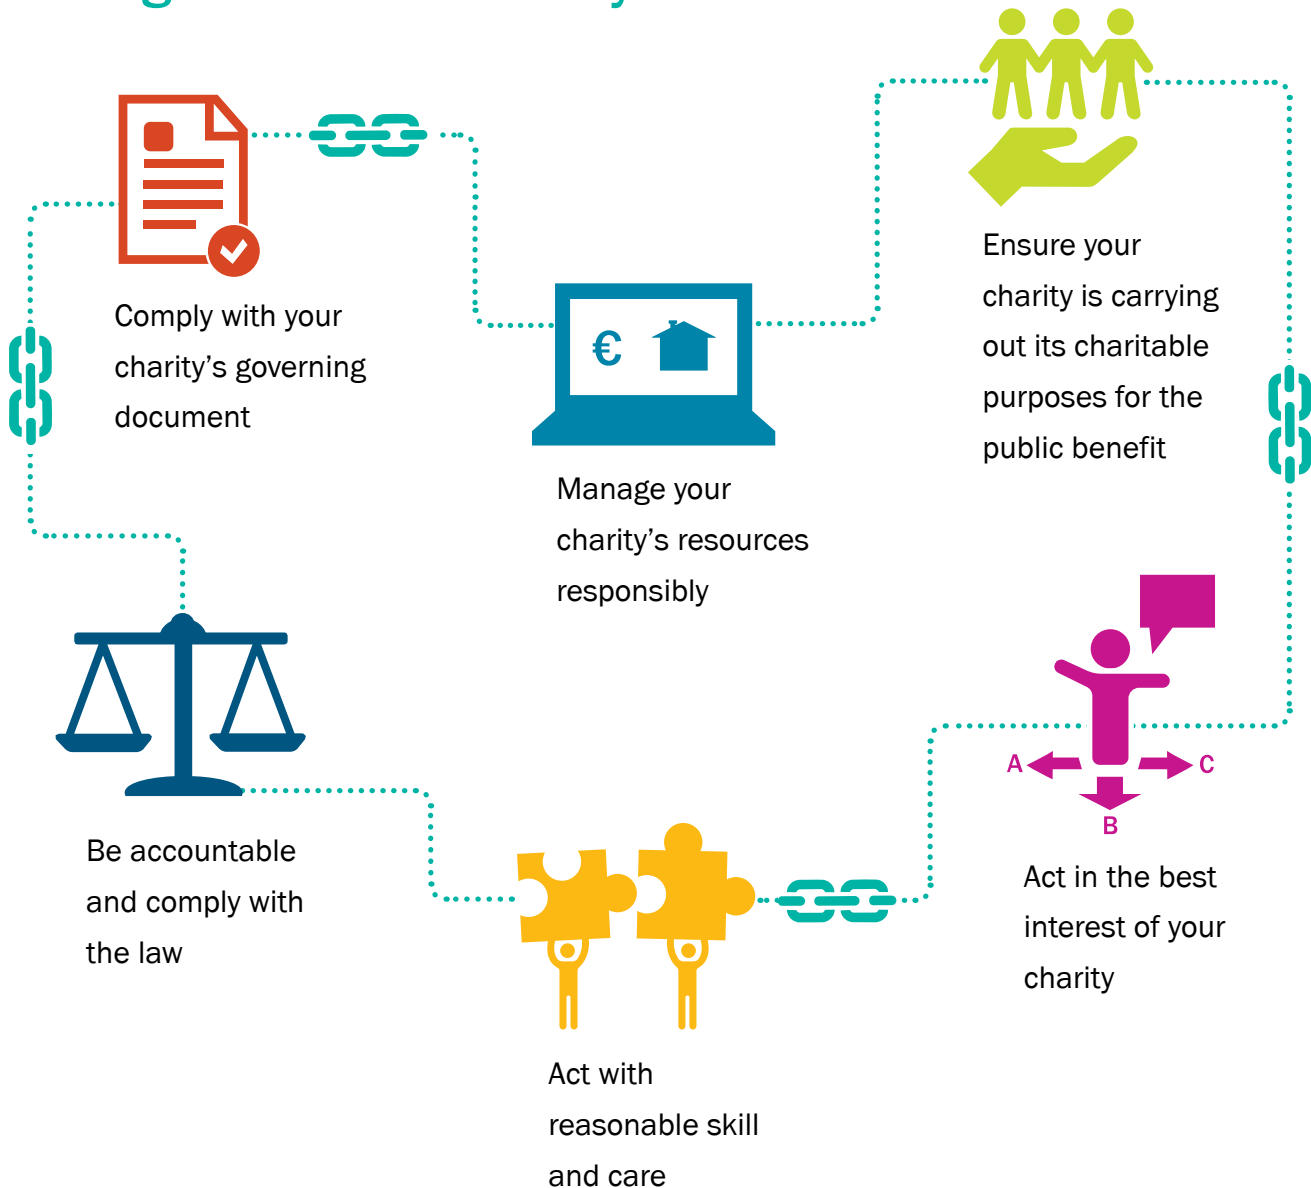 Comply with your
charity’s governing
document
€
Manage your
charity’s resources
responsibly
Ensure your
charity is carrying
out its charitable
purposes for the
public benefit
Be accountable
and comply with
the law
Act with
reasonable skill
and care
A
C
B
Act in the best
interest of your
charity